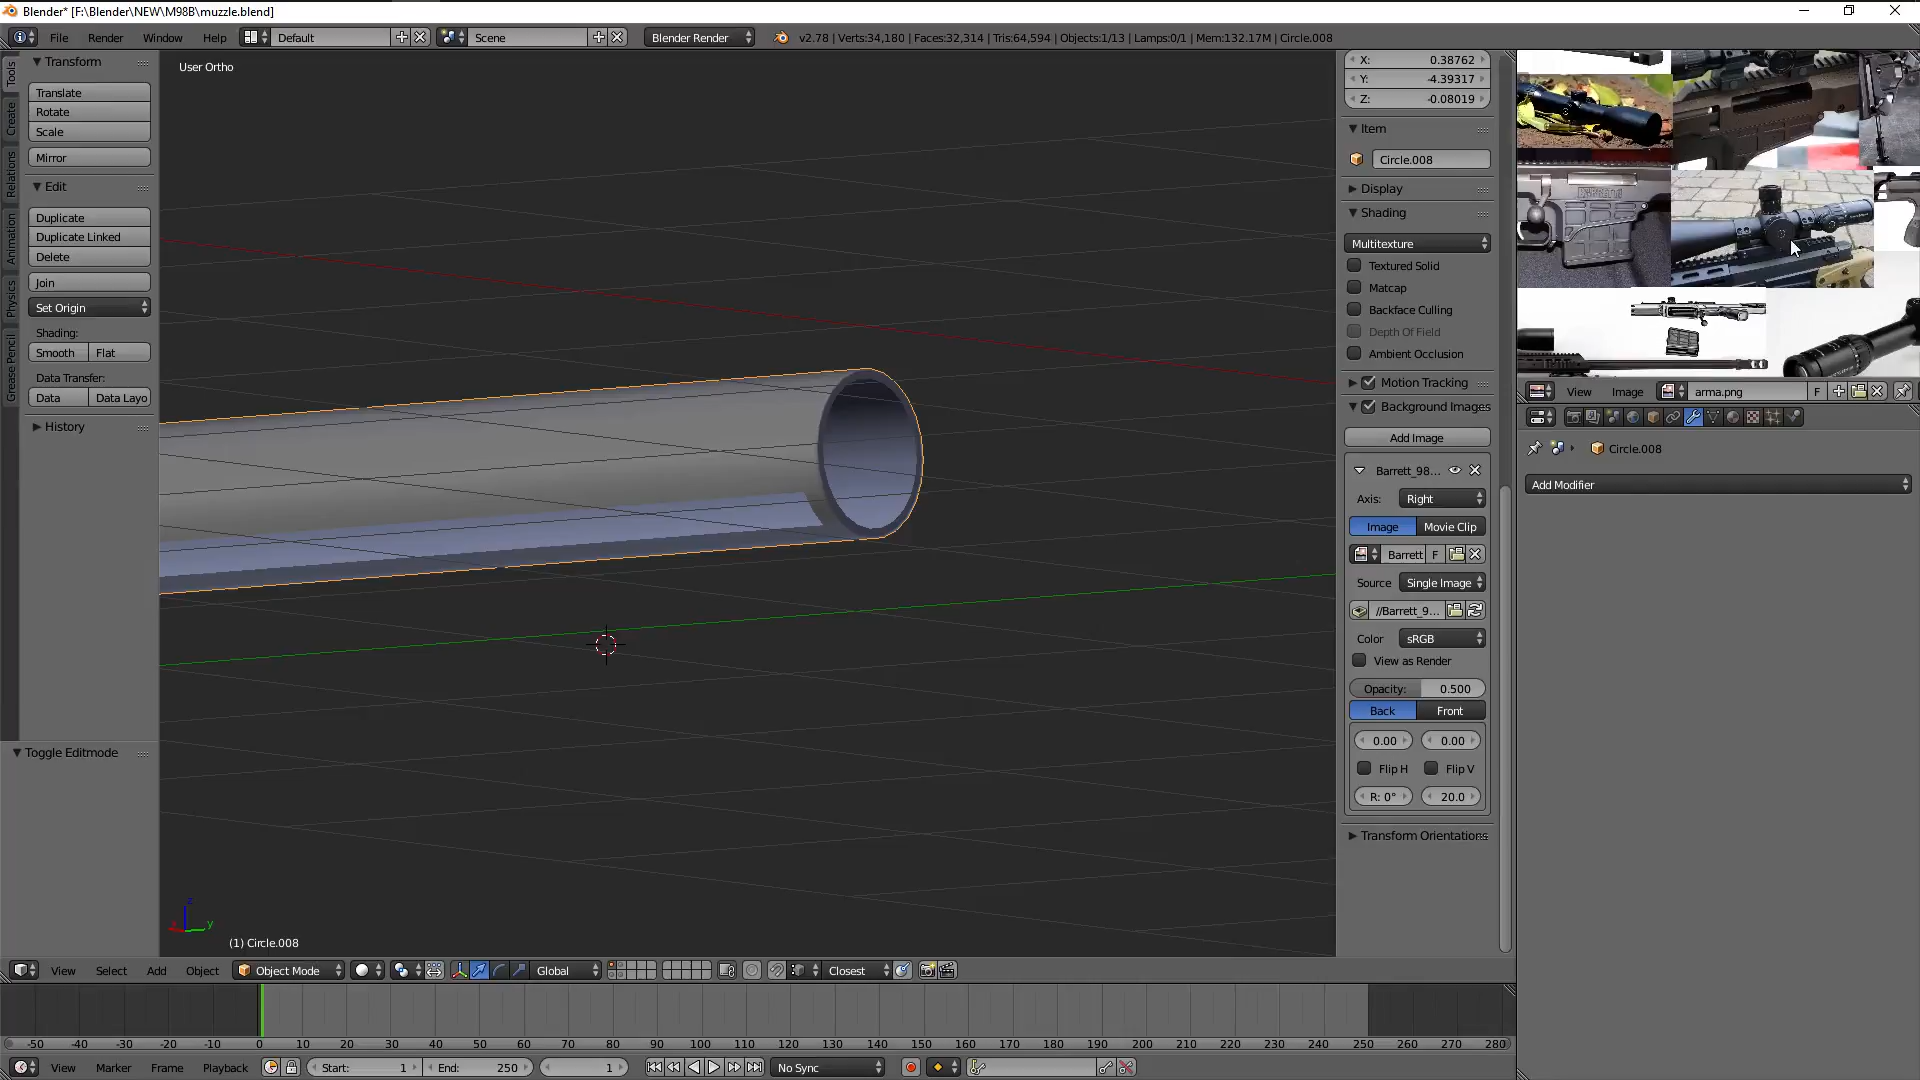 Blender* [F:\Blender\NEW\M98B\muzzle.blend]
File Render Window Help Default Scene Blender Render v2.78 | Verts:34,180 | Faces:32,314 | Tris:64,594 | Objects:1/13 | Lamps:0/1 | Mem:132.17M | Circle.008
Tools
Create
Relations
Animation
Physics
Grease Pencil
Transform
Translate
Rotate
Scale
Mirror
Edit
Duplicate
Duplicate Linked
Delete
Join
Set Origin
Shading:
Smooth Flat
Data Transfer:
Data Data Layo
History
Toggle Editmode
User Ortho
x y z
(1) Circle.008
X: 0.38762
Y: -4.39317
Z: -0.08019
Item
Circle.008
Display
Shading
Multitexture
Textured Solid
Matcap
Backface Culling
Depth Of Field
Ambient Occlusion
Motion Tracking
Background Images
Add Image
Barrett_98...
Axis: Right
Image Movie Clip
Barrett F
Source Single Image
//Barrett_9...
Color sRGB
View as Render
Opacity: 0.500
Back Front
0.00 0.00
Flip H Flip V
R: 0° 20.0
Transform Orientations
View Image arma.png F
Circle.008
Add Modifier
View Select Add Object Object Mode Global Closest
-50 -40 -30 -20 -10 0 10 20 30 40 50 60 70 80 90 100 110 120 130 140 150 160 170 180 190 200 210 220 230 240 250 260 270 280
View Marker Frame Playback Start: 1 End: 250 1 No Sync